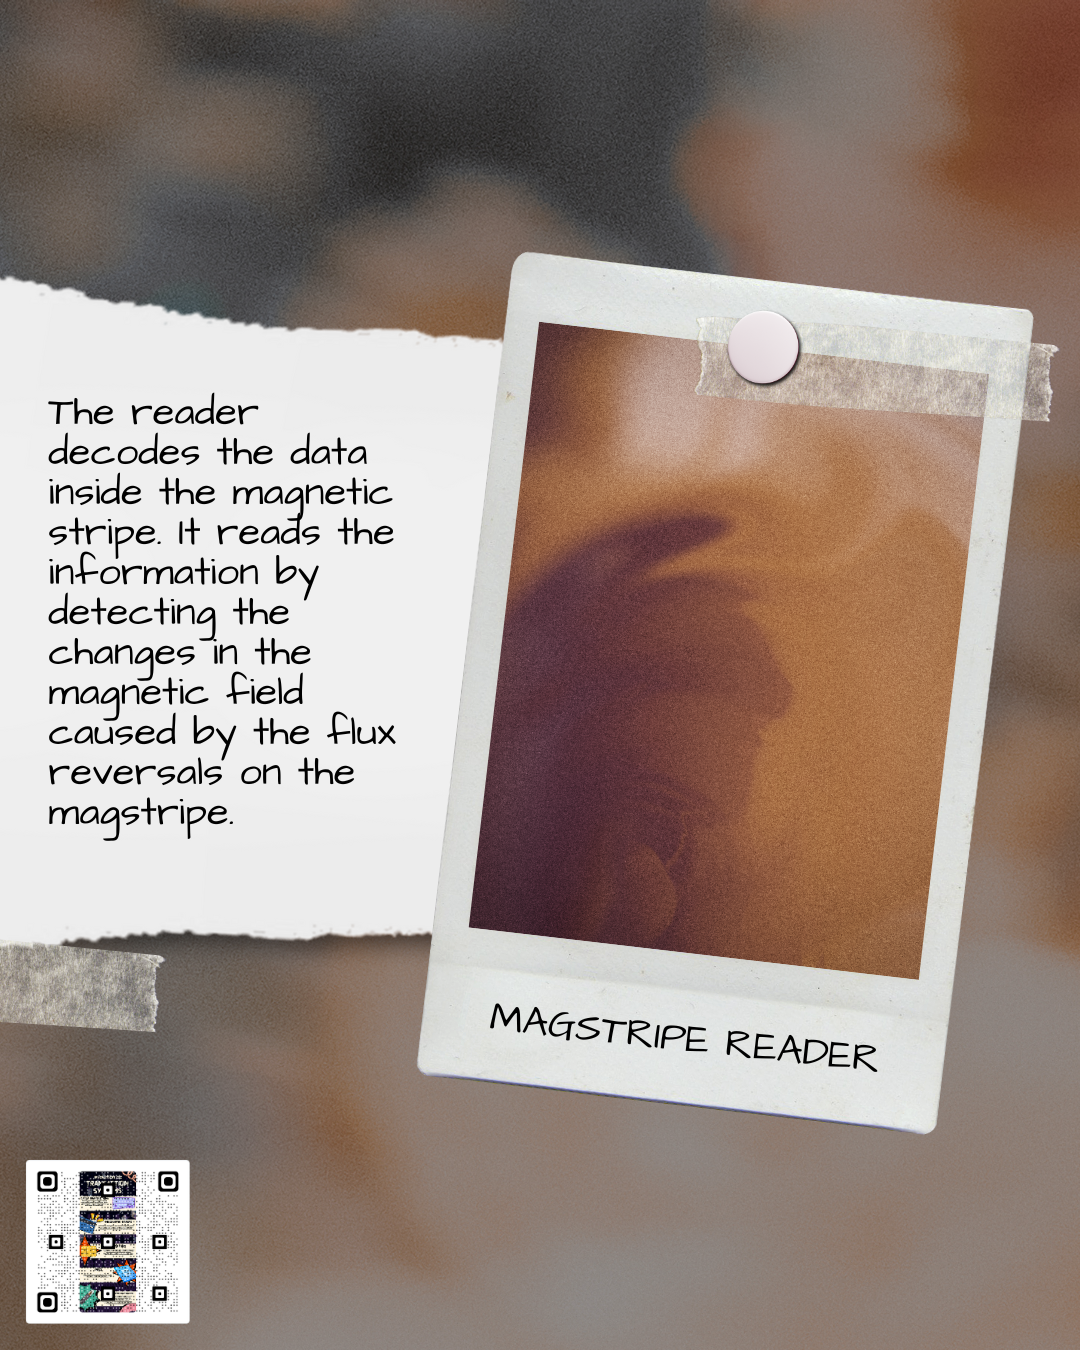 The reader
decodes the data
inside the magnetic
stripe. It reads the
information by
detecting the
changes in the
magnetic field
caused by the flux
reversals on the
magstripe.
MAGSTRIPE READER